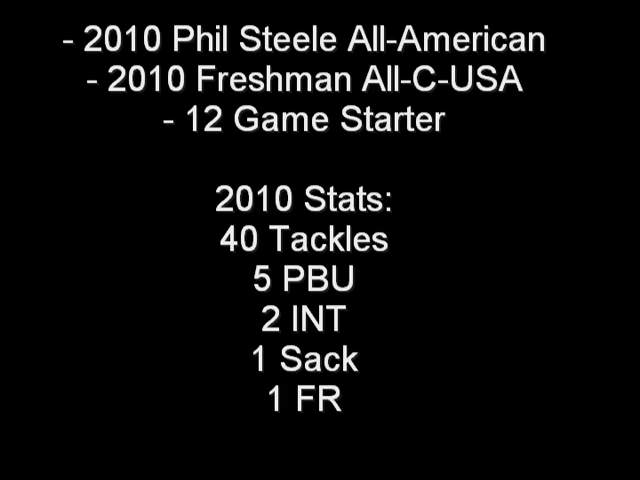 - 2010 Phil Steele All-American
- 2010 Freshman All-C-USA
- 12 Game Starter
2010 Stats:
40 Tackles
5 PBU
2 INT
1 Sack
1 FR